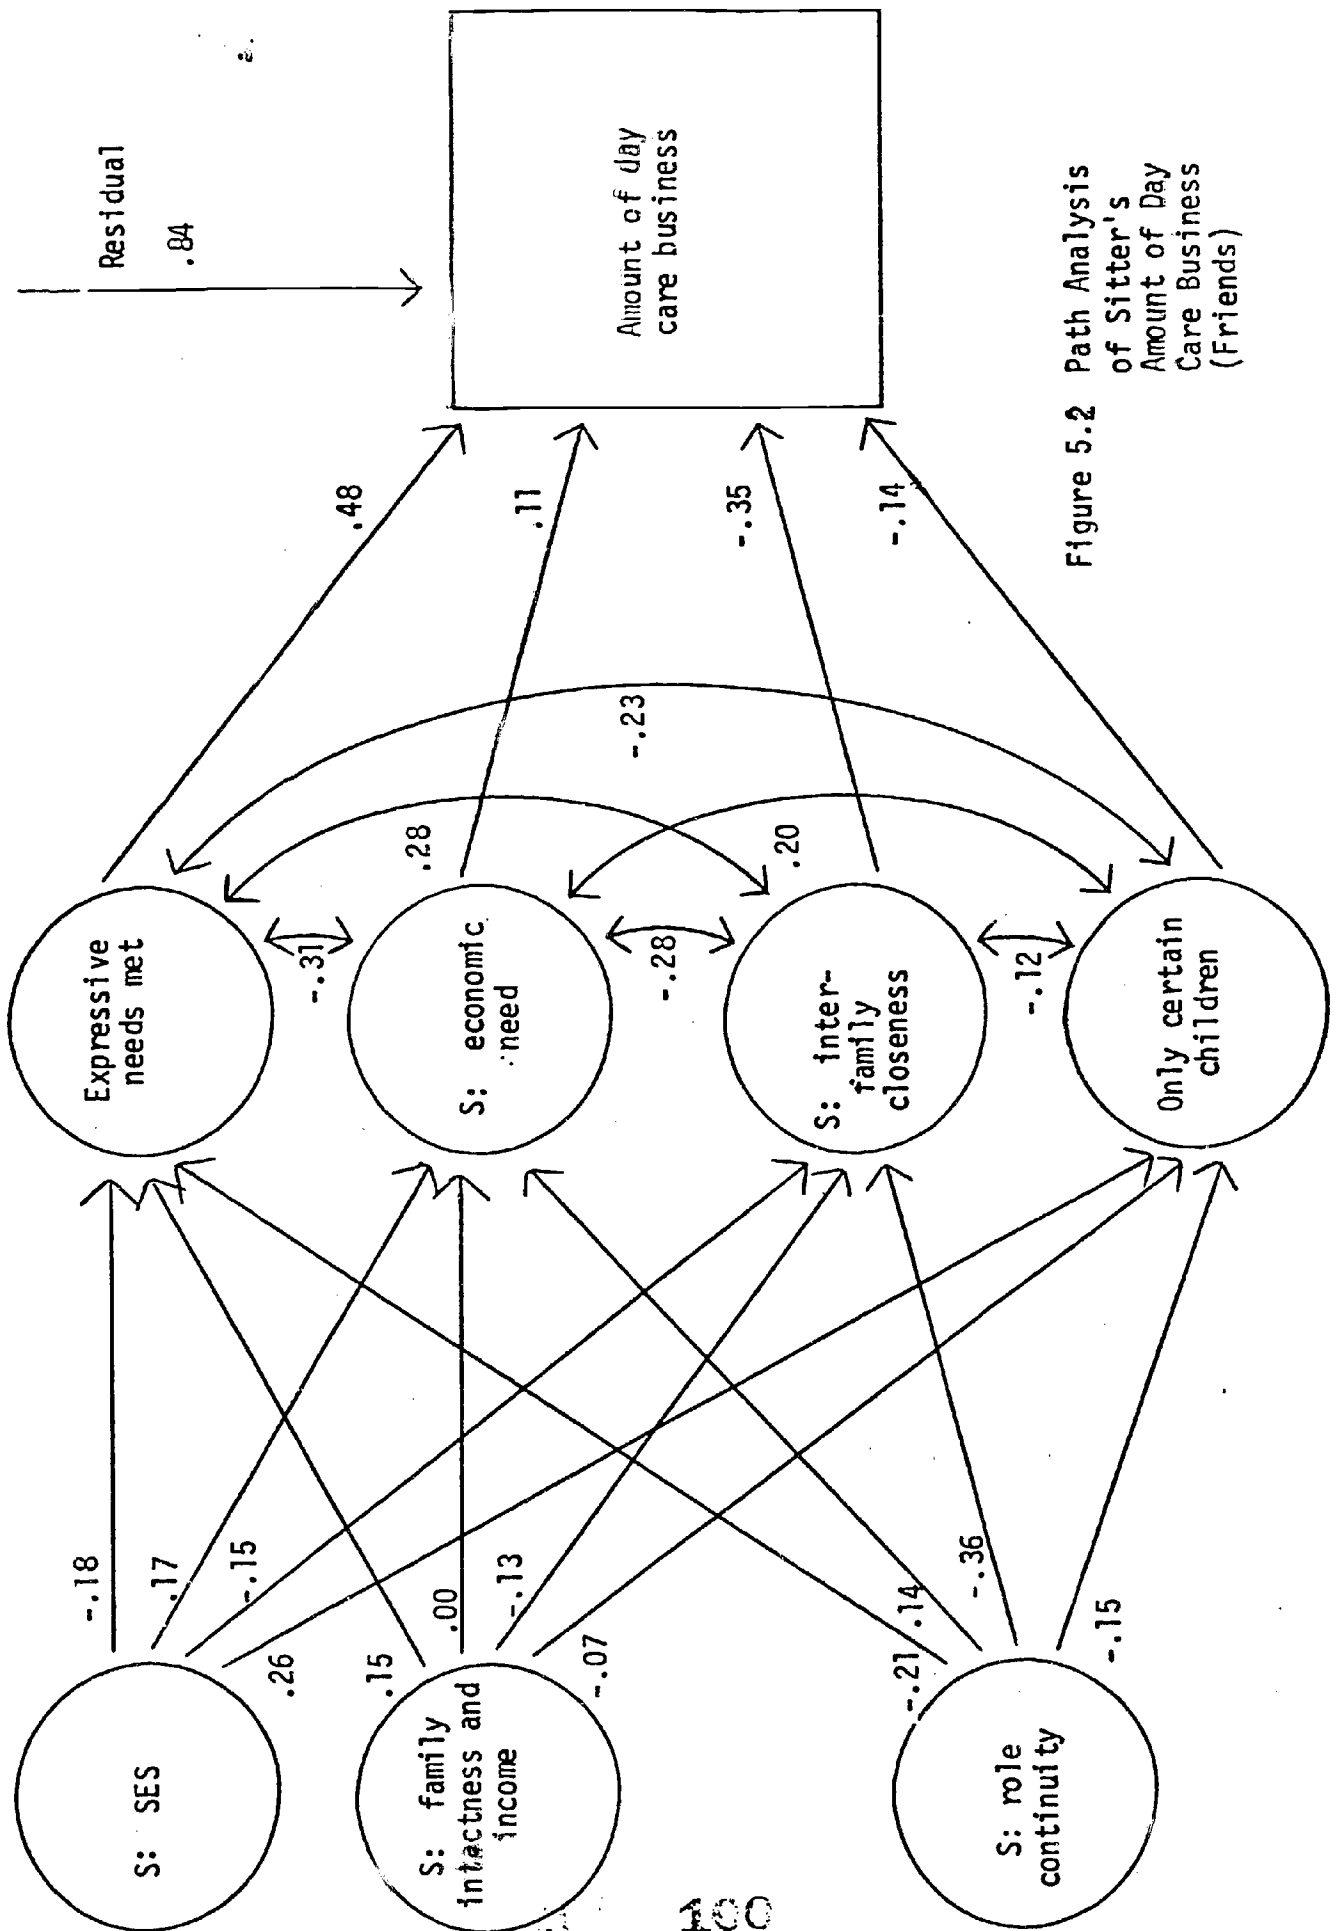 Residual
.84
S: SES
-.18
.17
-.15
.26
S: family
intactness and
income
.15
.00
-.13
-.07
S: role
continuity
-.21
.14
-.36
-.15
Expressive
needs met
-.31
S: economic
need
-.28
S: inter-
family
closeness
-.12
Only certain
children
.28
.20
-.23
.48
.11
-.35
-.14
Amount of day
care business
Figure 5.2 Path Analysis
of Sitter's
Amount of Day
Care Business
(Friends)
100